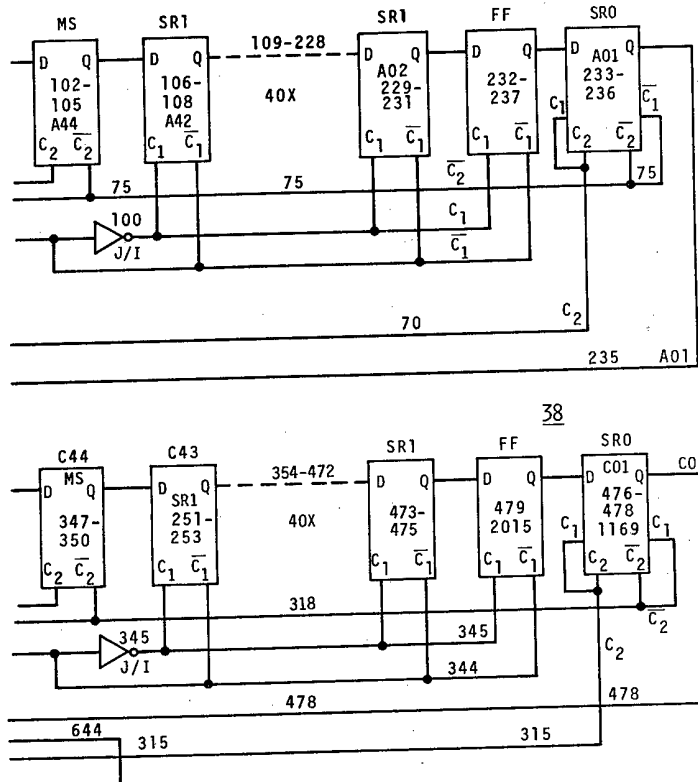 MS SR1 SR1 FF SR0
109-228
D Q D Q D Q D Q D Q
102-
105
A44
106-
108
A42
40X
A02
229-
231
232-
237
A01
233-
236
C1 C̅1̅
C2 C̅2̅ C1 C̅1̅ C1 C̅1̅ C1 C̅1̅ C2 C̅2̅
75 75 C̅2̅ 75
100 C1
J/I C̅1̅
C2
70
235 A01
38
C44 C43 SR1 FF SR0
354-472
MS
D Q D Q D Q D Q D Q CO
347-
350
SR1
251-
253
40X
473-
475
479
2015
C01
476-
478
1169
C1 C1
C2 C̅2̅ C1 C̅1̅ C1 C̅1̅ C1 C̅1̅ C2 C̅2̅
318 C̅2̅
345 345
J/I 344
C2
478 478
644
315 315